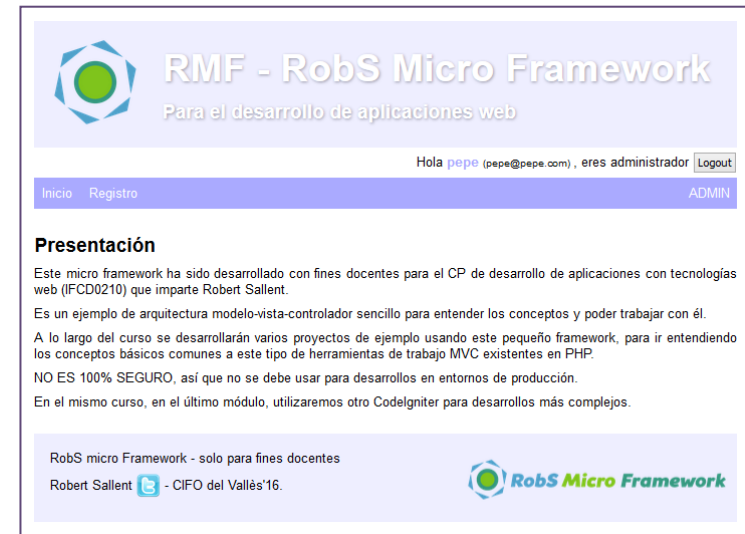 RMF - RobS Micro Framework
Para el desarrollo de aplicaciones web
Hola pepe (pepe@pepe.com) , eres administrador Logout
Inicio Registro ADMIN
Presentación
Este micro framework ha sido desarrollado con fines docentes para el CP de desarrollo de aplicaciones con tecnologías
web (IFCD0210) que imparte Robert Sallent.
Es un ejemplo de arquitectura modelo-vista-controlador sencillo para entender los conceptos y poder trabajar con él.
A lo largo del curso se desarrollarán varios proyectos de ejemplo usando este pequeño framework, para ir entendiendo
los conceptos básicos comunes a este tipo de herramientas de trabajo MVC existentes en PHP.
NO ES 100% SEGURO, así que no se debe usar para desarrollos en entornos de producción.
En el mismo curso, en el último módulo, utilizaremos otro CodeIgniter para desarrollos más complejos.
RobS micro Framework - solo para fines docentes
Robert Sallent - CIFO del Vallès'16.
RobS Micro Framework